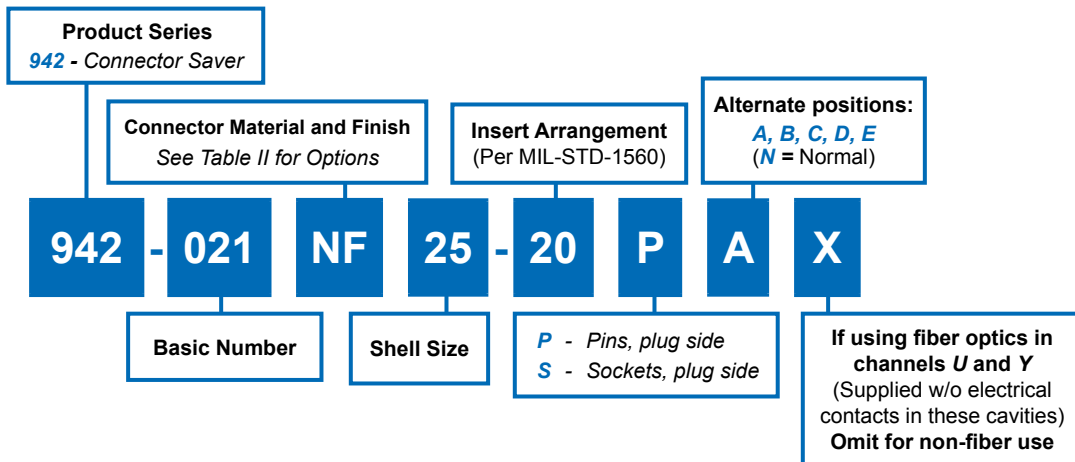 Product Series
942 - Connector Saver
Connector Material and Finish
See Table II for Options
Insert Arrangement
(Per MIL-STD-1560)
Alternate positions:
A, B, C, D, E
(N = Normal)
942 - 021 NF 25 - 20 P A X
Basic Number
Shell Size
P - Pins, plug side
S - Sockets, plug side
If using fiber optics in
channels U and Y
(Supplied w/o electrical
contacts in these cavities)
Omit for non-fiber use